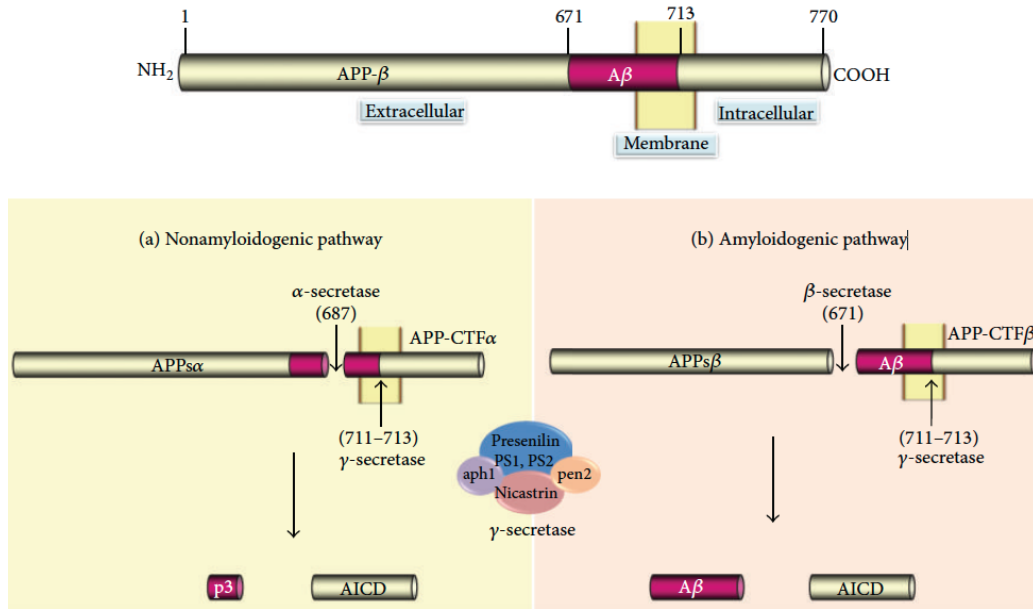 1
671
713
770
NH₂
APP-β
Aβ
COOH
Extracellular
Membrane
Intracellular
(a) Nonamyloidogenic pathway
α-secretase
(687)
APP-CTFα
APPsα
(711–713)
γ-secretase
p3
AICD
Presenilin
PS1, PS2
aph1
pen2
Nicastrin
γ-secretase
(b) Amyloidogenic pathway
β-secretase
(671)
APP-CTFβ
APPsβ
Aβ
(711–713)
γ-secretase
Aβ
AICD